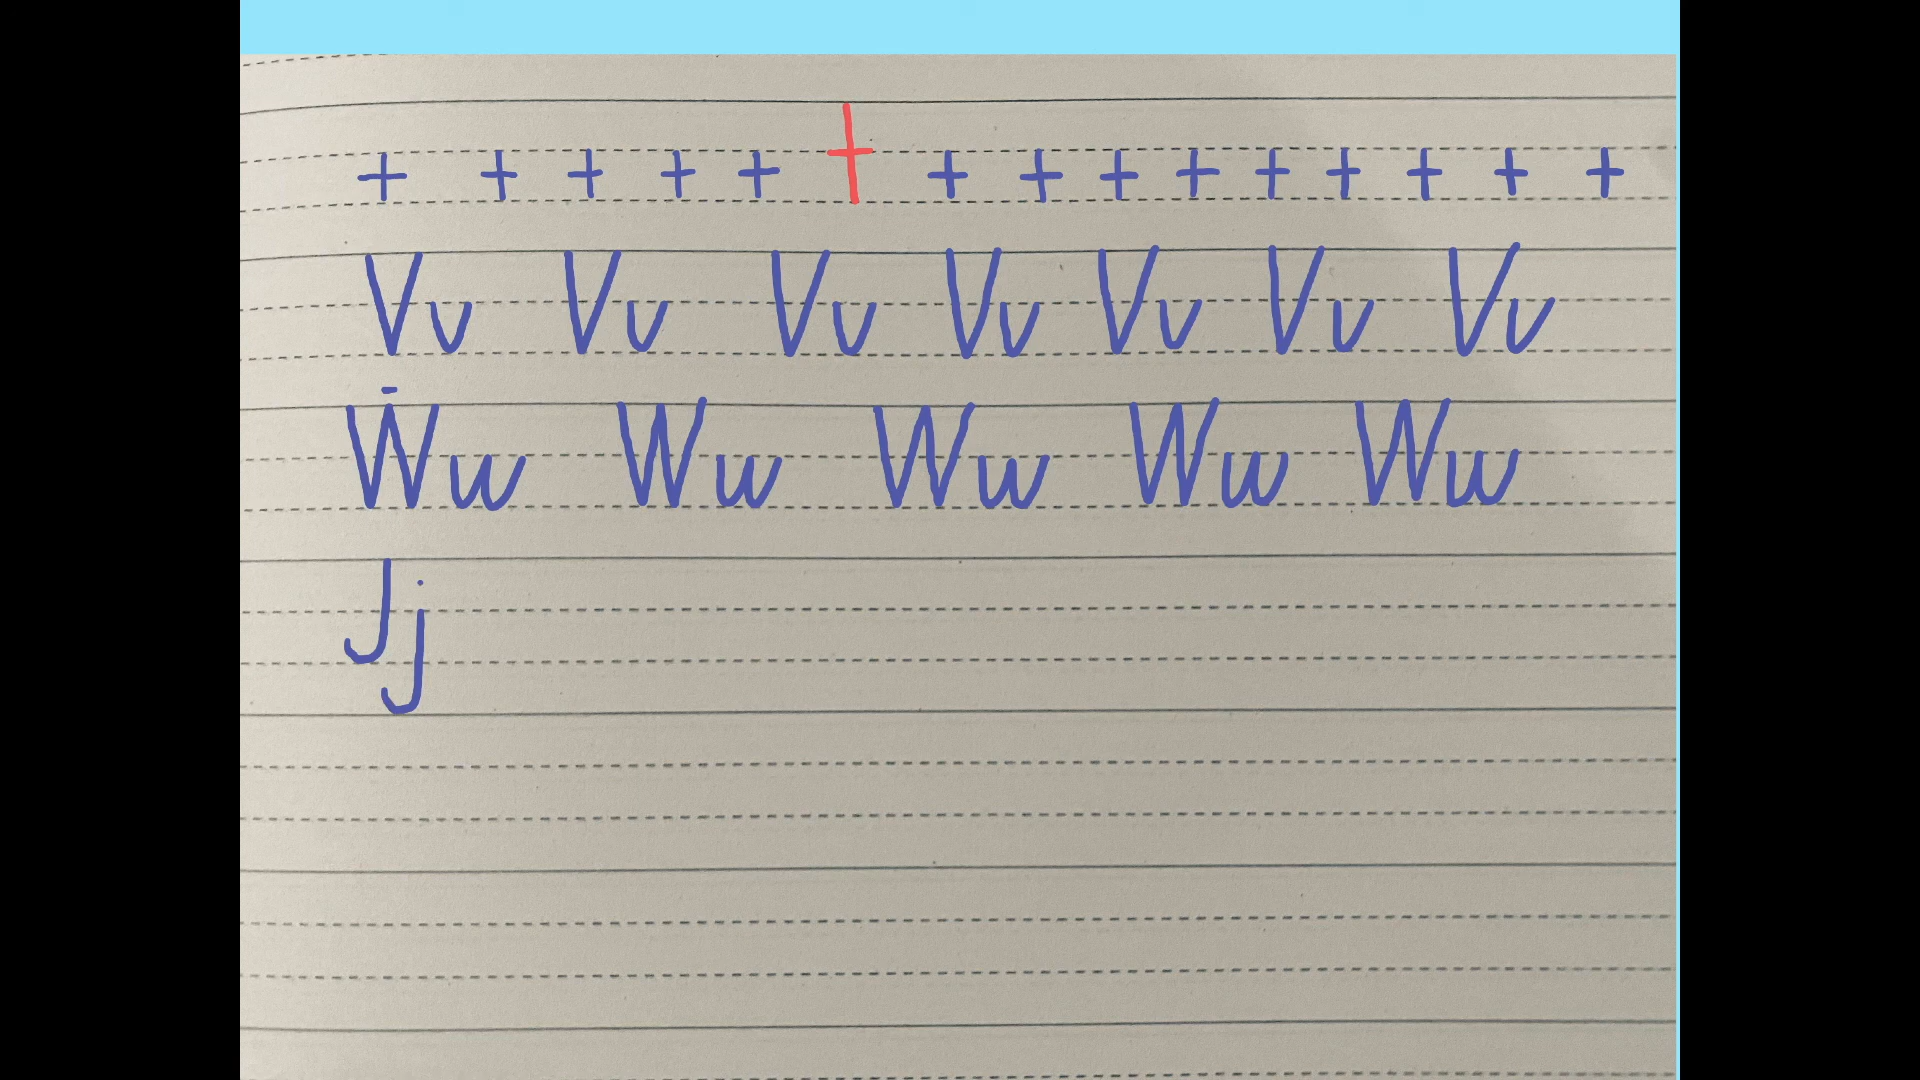 + + + + + + + + + + + + + + +
Vv Vv Vv Vv Vv Vv Vv
Ww Ww Ww Ww Ww
Jj